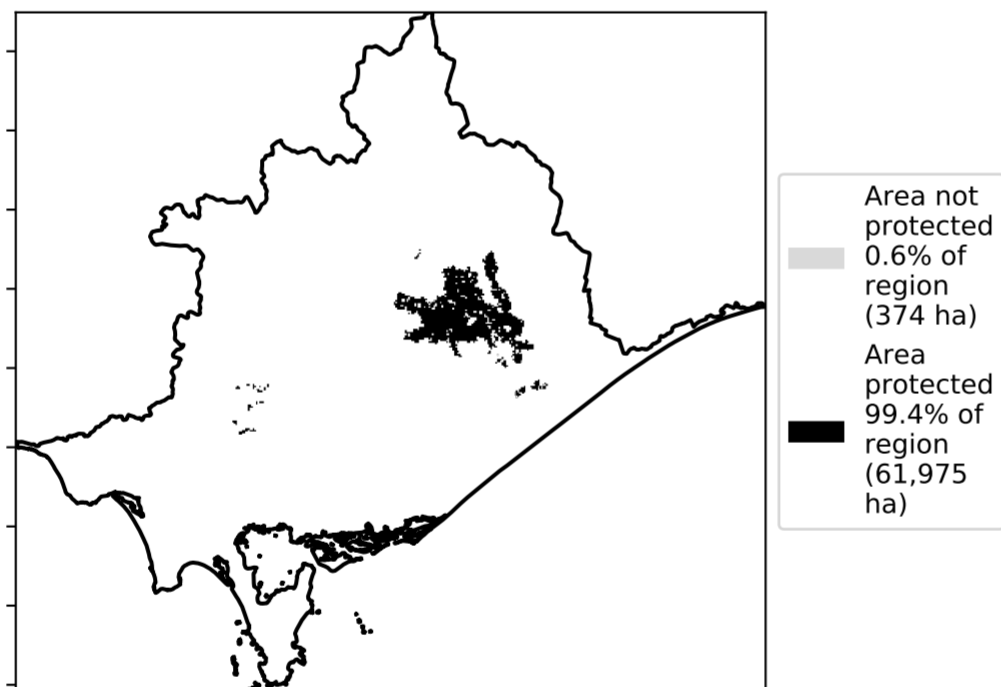 Area not
protected
0.6% of
region
(374 ha)
Area
protected
99.4% of
region
(61,975
ha)